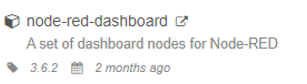 node-red-dashboard
A set of dashboard nodes for Node-RED
3.6.2 2 months ago